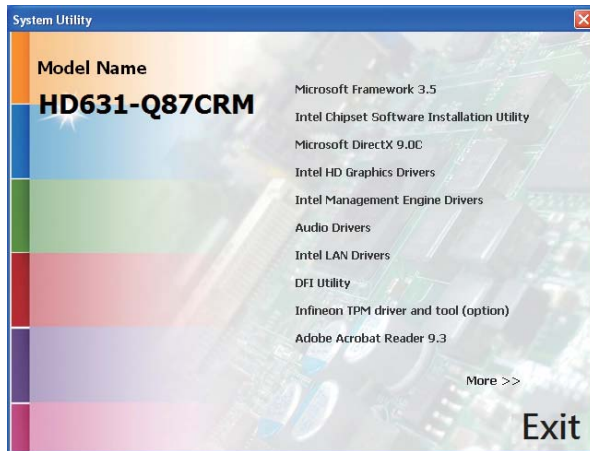 System Utility
Model Name
HD631-Q87CRM
Microsoft Framework 3.5
Intel Chipset Software Installation Utility
Microsoft DirectX 9.0C
Intel HD Graphics Drivers
Intel Management Engine Drivers
Audio Drivers
Intel LAN Drivers
DFI Utility
Infineon TPM driver and tool (option)
Adobe Acrobat Reader 9.3
More >>
Exit